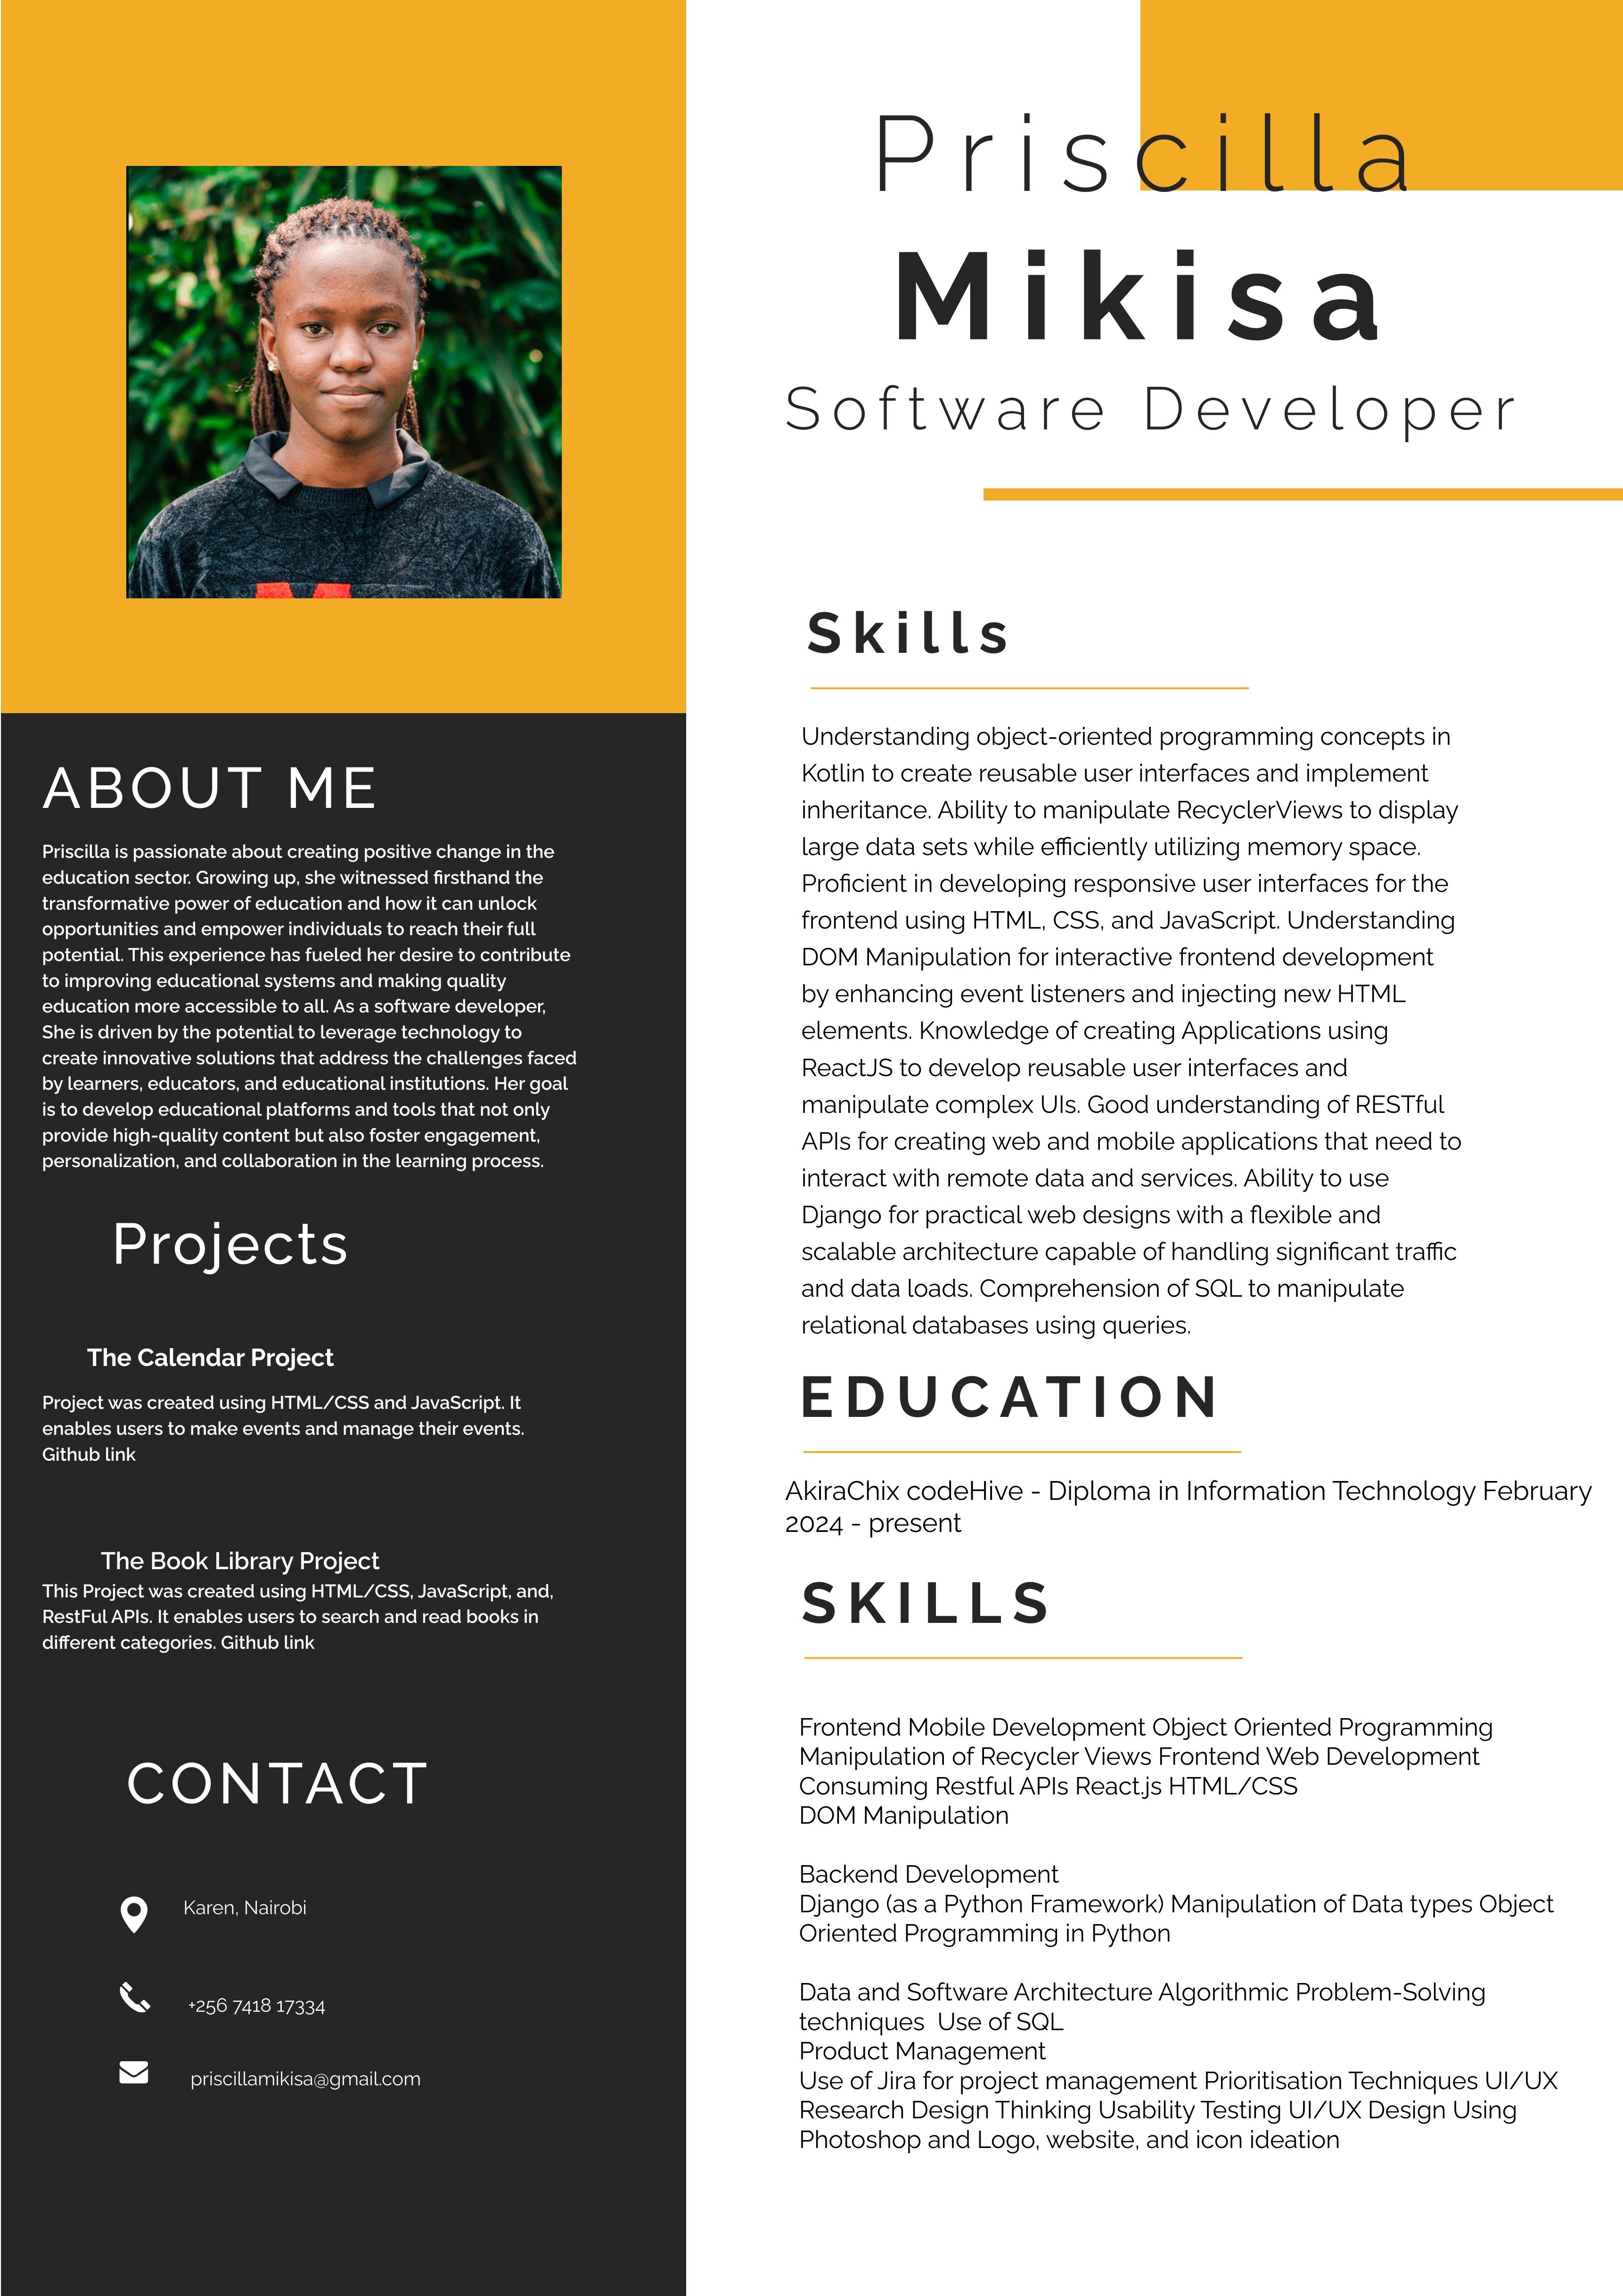 Priscilla
Mikisa
Software Developer
ABOUT ME
Priscilla is passionate about creating positive change in the
education sector. Growing up, she witnessed firsthand the
transformative power of education and how it can unlock
opportunities and empower individuals to reach their full
potential. This experience has fueled her desire to contribute
to improving educational systems and making quality
education more accessible to all. As a software developer,
She is driven by the potential to leverage technology to
create innovative solutions that address the challenges faced
by learners, educators, and educational institutions. Her goal
is to develop educational platforms and tools that not only
provide high-quality content but also foster engagement,
personalization, and collaboration in the learning process.
Projects
The Calendar Project
Project was created using HTML/CSS and JavaScript. It
enables users to make events and manage their events.
Github link
The Book Library Project
This Project was created using HTML/CSS, JavaScript, and,
RestFul APIs. It enables users to search and read books in
different categories. Github link
CONTACT
Karen, Nairobi
+256 7418 17334
priscillamikisa@gmail.com
Skills
Understanding object-oriented programming concepts in
Kotlin to create reusable user interfaces and implement
inheritance. Ability to manipulate RecyclerViews to display
large data sets while efficiently utilizing memory space.
Proficient in developing responsive user interfaces for the
frontend using HTML, CSS, and JavaScript. Understanding
DOM Manipulation for interactive frontend development
by enhancing event listeners and injecting new HTML
elements. Knowledge of creating Applications using
ReactJS to develop reusable user interfaces and
manipulate complex UIs. Good understanding of RESTful
APIs for creating web and mobile applications that need to
interact with remote data and services. Ability to use
Django for practical web designs with a flexible and
scalable architecture capable of handling significant traffic
and data loads. Comprehension of SQL to manipulate
relational databases using queries.
EDUCATION
AkiraChix codeHive - Diploma in Information Technology February
2024 - present
SKILLS
Frontend Mobile Development Object Oriented Programming
Manipulation of Recycler Views Frontend Web Development
Consuming Restful APIs React.js HTML/CSS
DOM Manipulation
Backend Development
Django (as a Python Framework) Manipulation of Data types Object
Oriented Programming in Python
Data and Software Architecture Algorithmic Problem-Solving
techniques  Use of SQL
Product Management
Use of Jira for project management Prioritisation Techniques UI/UX
Research Design Thinking Usability Testing UI/UX Design Using
Photoshop and Logo, website, and icon ideation